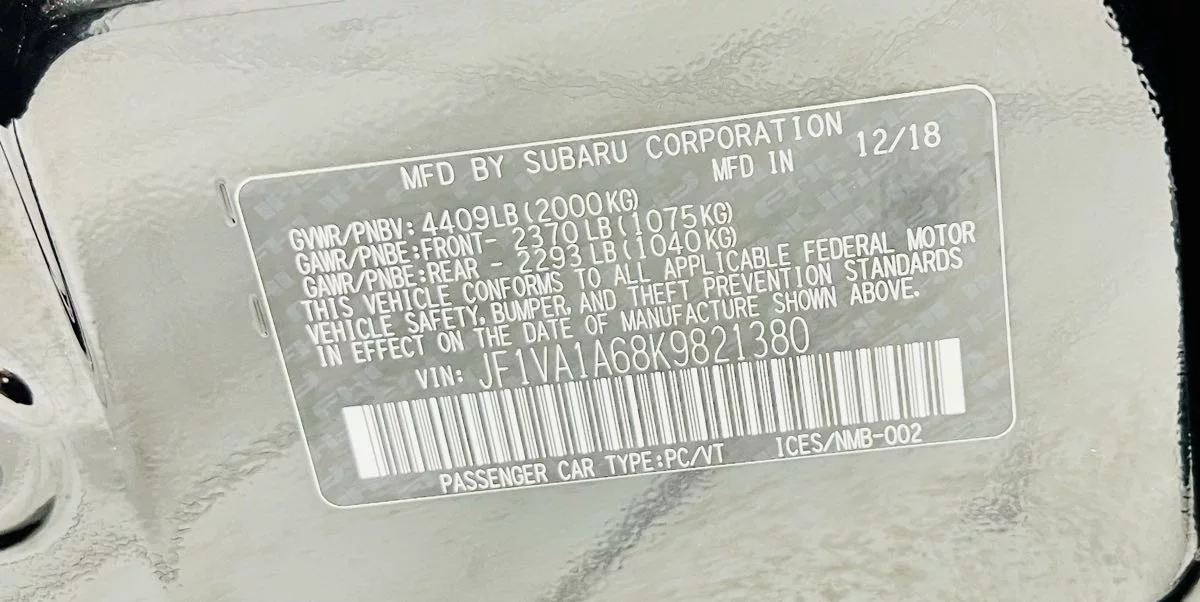 MFD BY SUBARU CORPORATION
MFD IN 12/18
GVWR/PNBV: 4409LB(2000KG)
GAWR/PNBE:FRONT- 2370LB(1075KG)
GAWR/PNBE:REAR - 2293LB(1040KG)
THIS VEHICLE CONFORMS TO ALL APPLICABLE FEDERAL MOTOR
VEHICLE SAFETY, BUMPER, AND THEFT PREVENTION STANDARDS
IN EFFECT ON THE DATE OF MANUFACTURE SHOWN ABOVE.
VIN: JF1VA1A68K9821380
PASSENGER CAR TYPE:PC/VT ICES/NMB-002